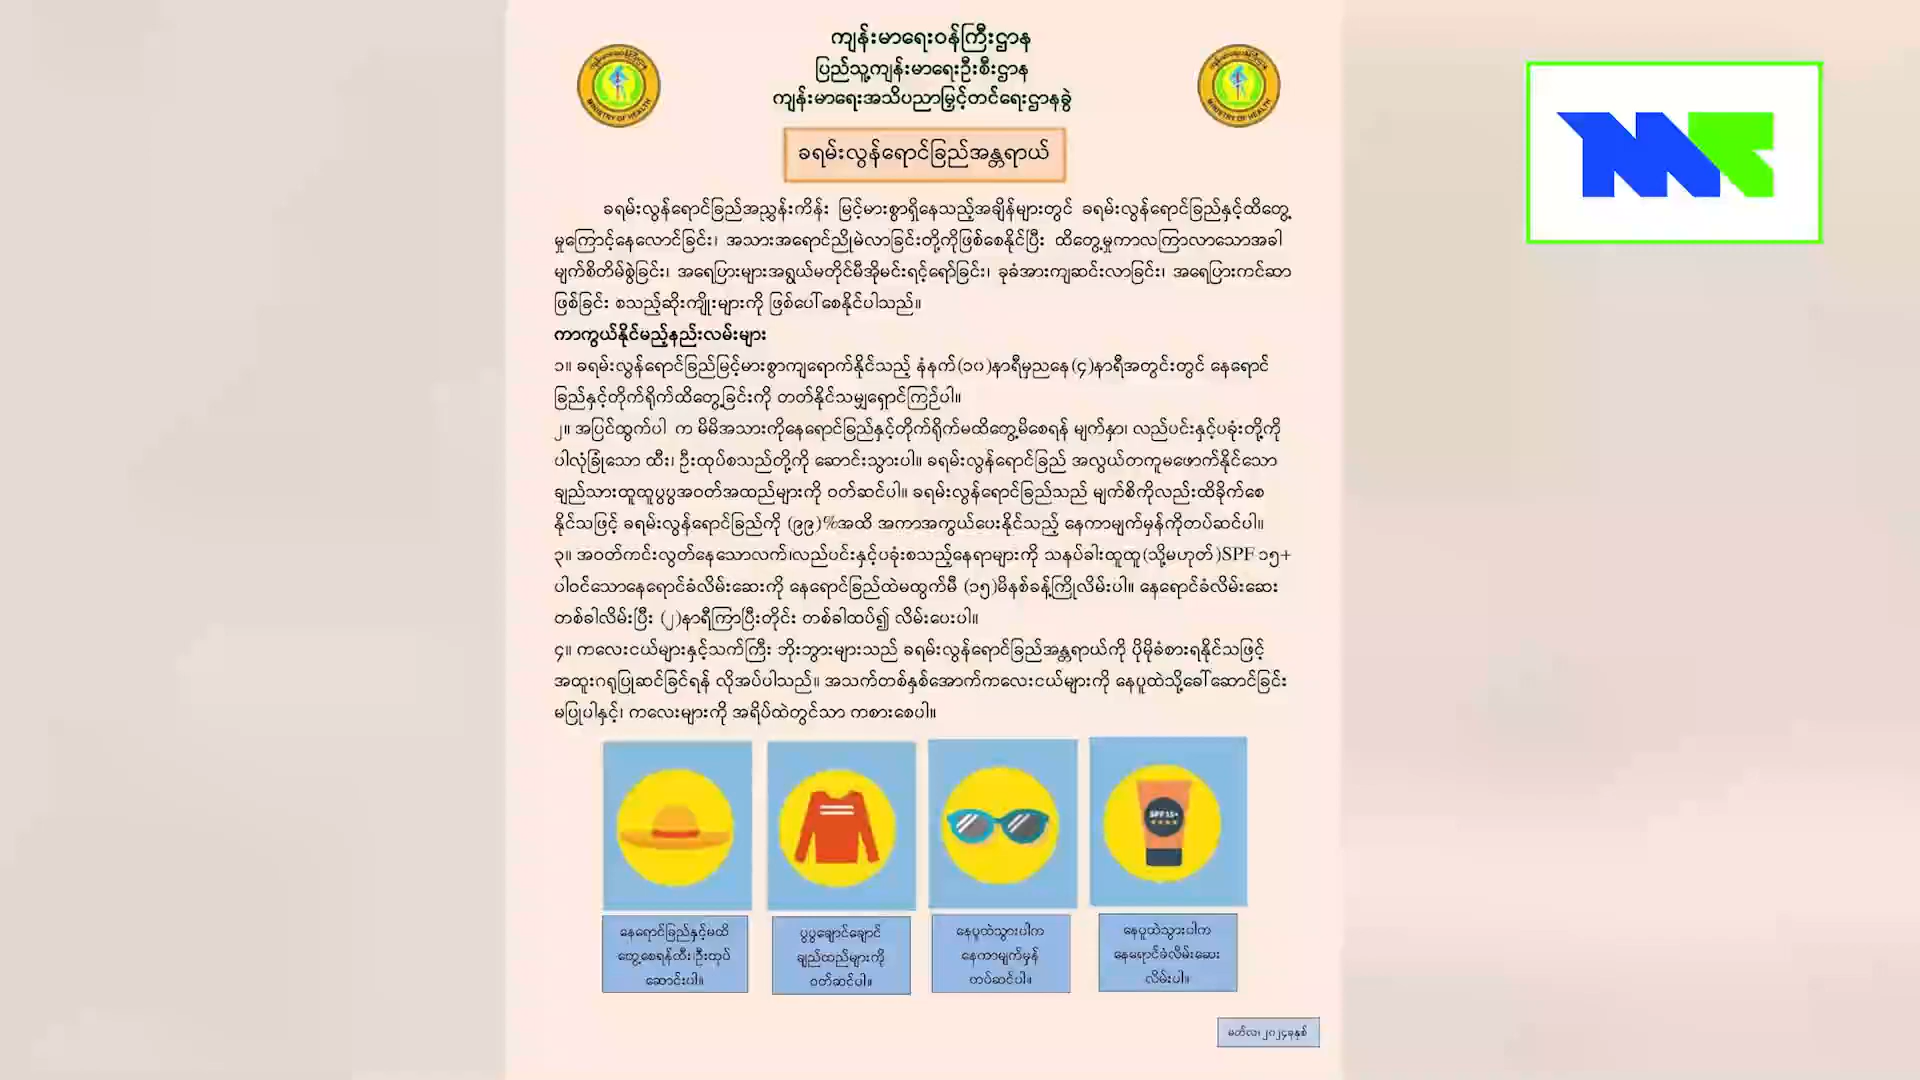 ကျန်းမာရေးဝန်ကြီးဌာန
ပြည်သူ့ကျန်းမာရေးဦးစီးဌာန
ကျန်းမာရေးအသိပညာမြှင့်တင်ရေးဌာနခွဲ
MINISTRY OF HEALTH
MINISTRY OF HEALTH
ခရမ်းလွန်ရောင်ခြည်အန္တရာယ်
ခရမ်းလွန်ရောင်ခြည်အညွှန်းကိန်း မြင့်မားစွာရှိနေသည့်အချိန်များတွင် ခရမ်းလွန်ရောင်ခြည်နှင့်ထိတွေ့
မှုကြောင့်နေလောင်ခြင်း၊ အသားအရောင်ညိုမဲလာခြင်းတို့ကိုဖြစ်စေနိုင်ပြီး ထိတွေ့မှုကာလကြာလာသောအခါ
မျက်စိတိမ်စွဲခြင်း၊ အရေပြားများအရွယ်မတိုင်မီအိုမင်းရင့်ရော်ခြင်း၊ ခုခံအားကျဆင်းလာခြင်း၊ အရေပြားကင်ဆာ
ဖြစ်ခြင်း စသည့်ဆိုးကျိုးများကို ဖြစ်ပေါ်စေနိုင်ပါသည်။
ကာကွယ်နိုင်မည့်နည်းလမ်းများ
၁။ ခရမ်းလွန်ရောင်ခြည်မြင့်မားစွာကျရောက်နိုင်သည့် နံနက်(၁၀)နာရီမှညနေ(၄)နာရီအတွင်းတွင် နေရောင်
ခြည်နှင့်တိုက်ရိုက်ထိတွေ့ခြင်းကို တတ်နိုင်သမျှရှောင်ကြဉ်ပါ။
၂။ အပြင်ထွက်ပါ က မိမိအသားကိုနေရောင်ခြည်နှင့်တိုက်ရိုက်မထိတွေ့မိစေရန် မျက်နှာ၊ လည်ပင်းနှင့်ပခုံးတို့ကို
ပါလုံခြုံသော ထီး၊ ဦးထုပ်စသည်တို့ကို ဆောင်းသွားပါ။ ခရမ်းလွန်ရောင်ခြည် အလွယ်တကူမဖောက်နိုင်သော
ချည်သားထူထူပွပွအဝတ်အထည်များကို ဝတ်ဆင်ပါ။ ခရမ်းလွန်ရောင်ခြည်သည် မျက်စိကိုလည်းထိခိုက်စေ
နိုင်သဖြင့် ခရမ်းလွန်ရောင်ခြည်ကို (၉၉)%အထိ အကာအကွယ်ပေးနိုင်သည့် နေကာမျက်မှန်ကိုတပ်ဆင်ပါ။
၃။ အဝတ်ကင်းလွတ်နေသောလက်၊လည်ပင်းနှင့်ပခုံးစသည့်နေရာများကို သနပ်ခါးထူထူ(သို့မဟုတ်)SPF ၁၅+
ပါဝင်သောနေရောင်ခံလိမ်းဆေးကို နေရောင်ခြည်ထဲမထွက်မီ (၁၅)မိနစ်ခန့်ကြိုလိမ်းပါ။ နေရောင်ခံလိမ်းဆေး
တစ်ခါလိမ်းပြီး (၂)နာရီကြာပြီးတိုင်း တစ်ခါထပ်၍ လိမ်းပေးပါ။
၄။ ကလေးငယ်များနှင့်သက်ကြီး ဘိုးဘွားများသည် ခရမ်းလွန်ရောင်ခြည်အန္တရာယ်ကို ပိုမိုခံစားရနိုင်သဖြင့်
အထူးဂရုပြုဆင်ခြင်ရန် လိုအပ်ပါသည်။ အသက်တစ်နှစ်အောက်ကလေးငယ်များကို နေပူထဲသို့ခေါ်ဆောင်ခြင်း
မပြုပါနှင့်၊ ကလေးများကို အရိပ်ထဲတွင်သာ ကစားစေပါ။
SPF 15+
နေရောင်ခြည်နှင့်မထိ
တွေ့စေရန်ထီး၊ဦးထုပ်
ဆောင်းပါ။
ပွပွချောင်ချောင်
ချည်ထည်များကို
ဝတ်ဆင်ပါ။
နေပူထဲသွားပါက
နေကာမျက်မှန်
တပ်ဆင်ပါ။
နေပူထဲသွားပါက
နေရောင်ခံလိမ်းဆေး
လိမ်းပါ။
မတ်လ၊ ၂၀၂၄ခုနှစ်